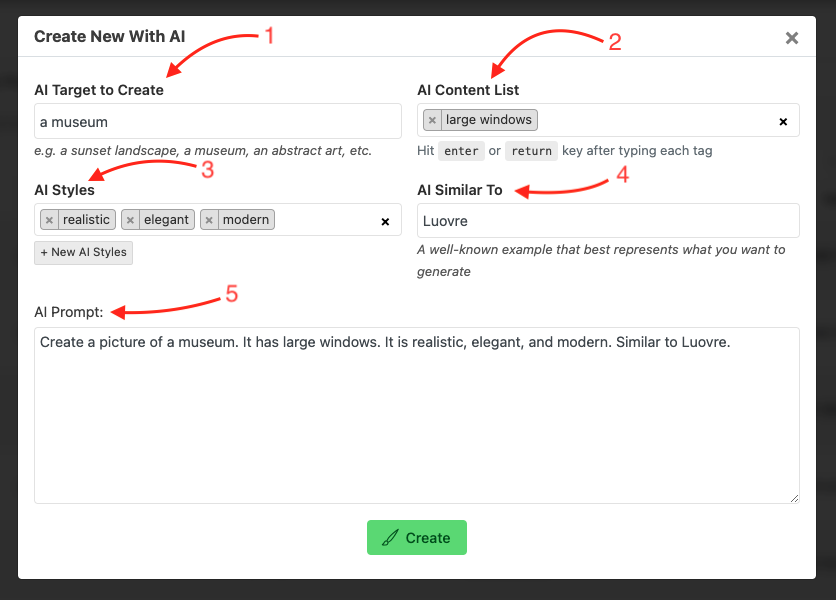 Create New With AI
1
2
AI Target to Create
AI Content List
a museum
× large windows ×
e.g. a sunset landscape, a museum, an abstract art, etc.
Hit enter or return key after typing each tag
3
4
AI Styles
AI Similar To
× realistic × elegant × modern ×
Luovre
+ New AI Styles
A well-known example that best represents what you want to
generate
5
AI Prompt:
Create a picture of a museum. It has large windows. It is realistic, elegant, and modern. Similar to Luovre.
Create